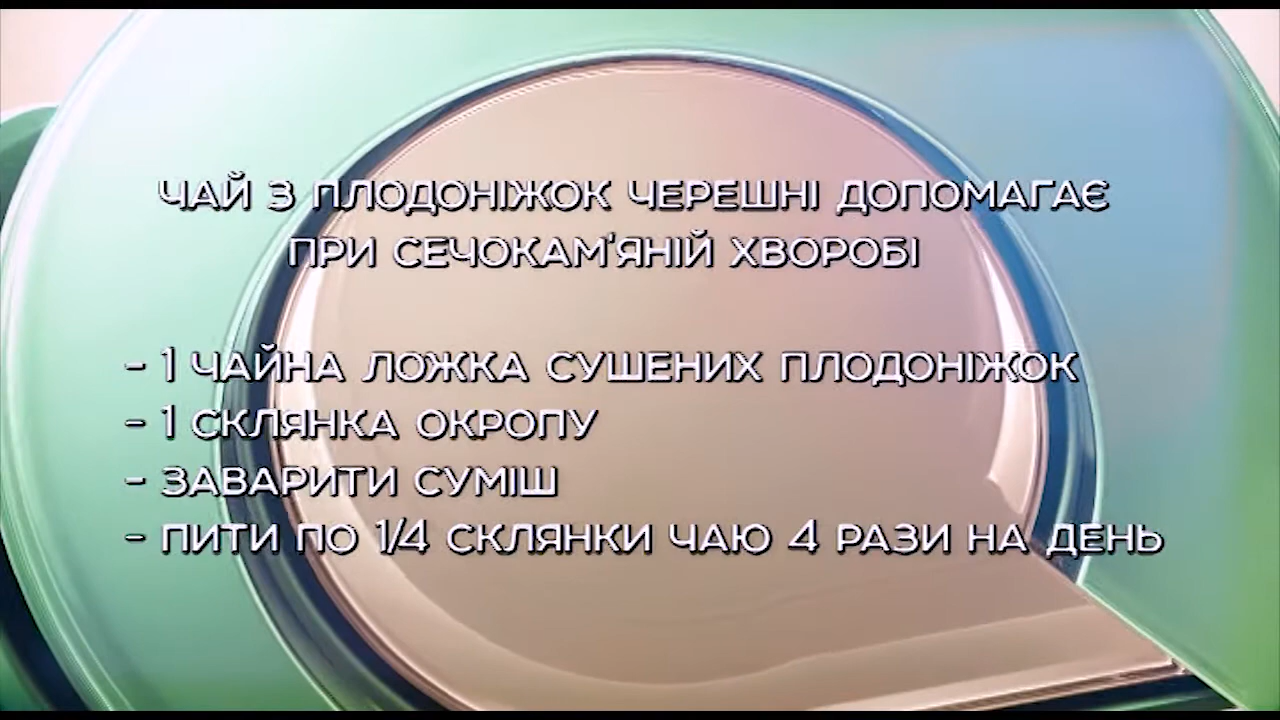 ЧАЙ З ПЛОДОНІЖОК ЧЕРЕШНІ ДОПОМАГАЄ
ПРИ СЕЧОКАМ'ЯНІЙ ХВОРОБІ
- 1 ЧАЙНА ЛОЖКА СУШЕНИХ ПЛОДОНІЖОК
- 1 СКЛЯНКА ОКРОПУ
- ЗАВАРИТИ СУМІШ
- ПИТИ ПО 1/4 СКЛЯНКИ ЧАЮ 4 РАЗИ НА ДЕНЬ